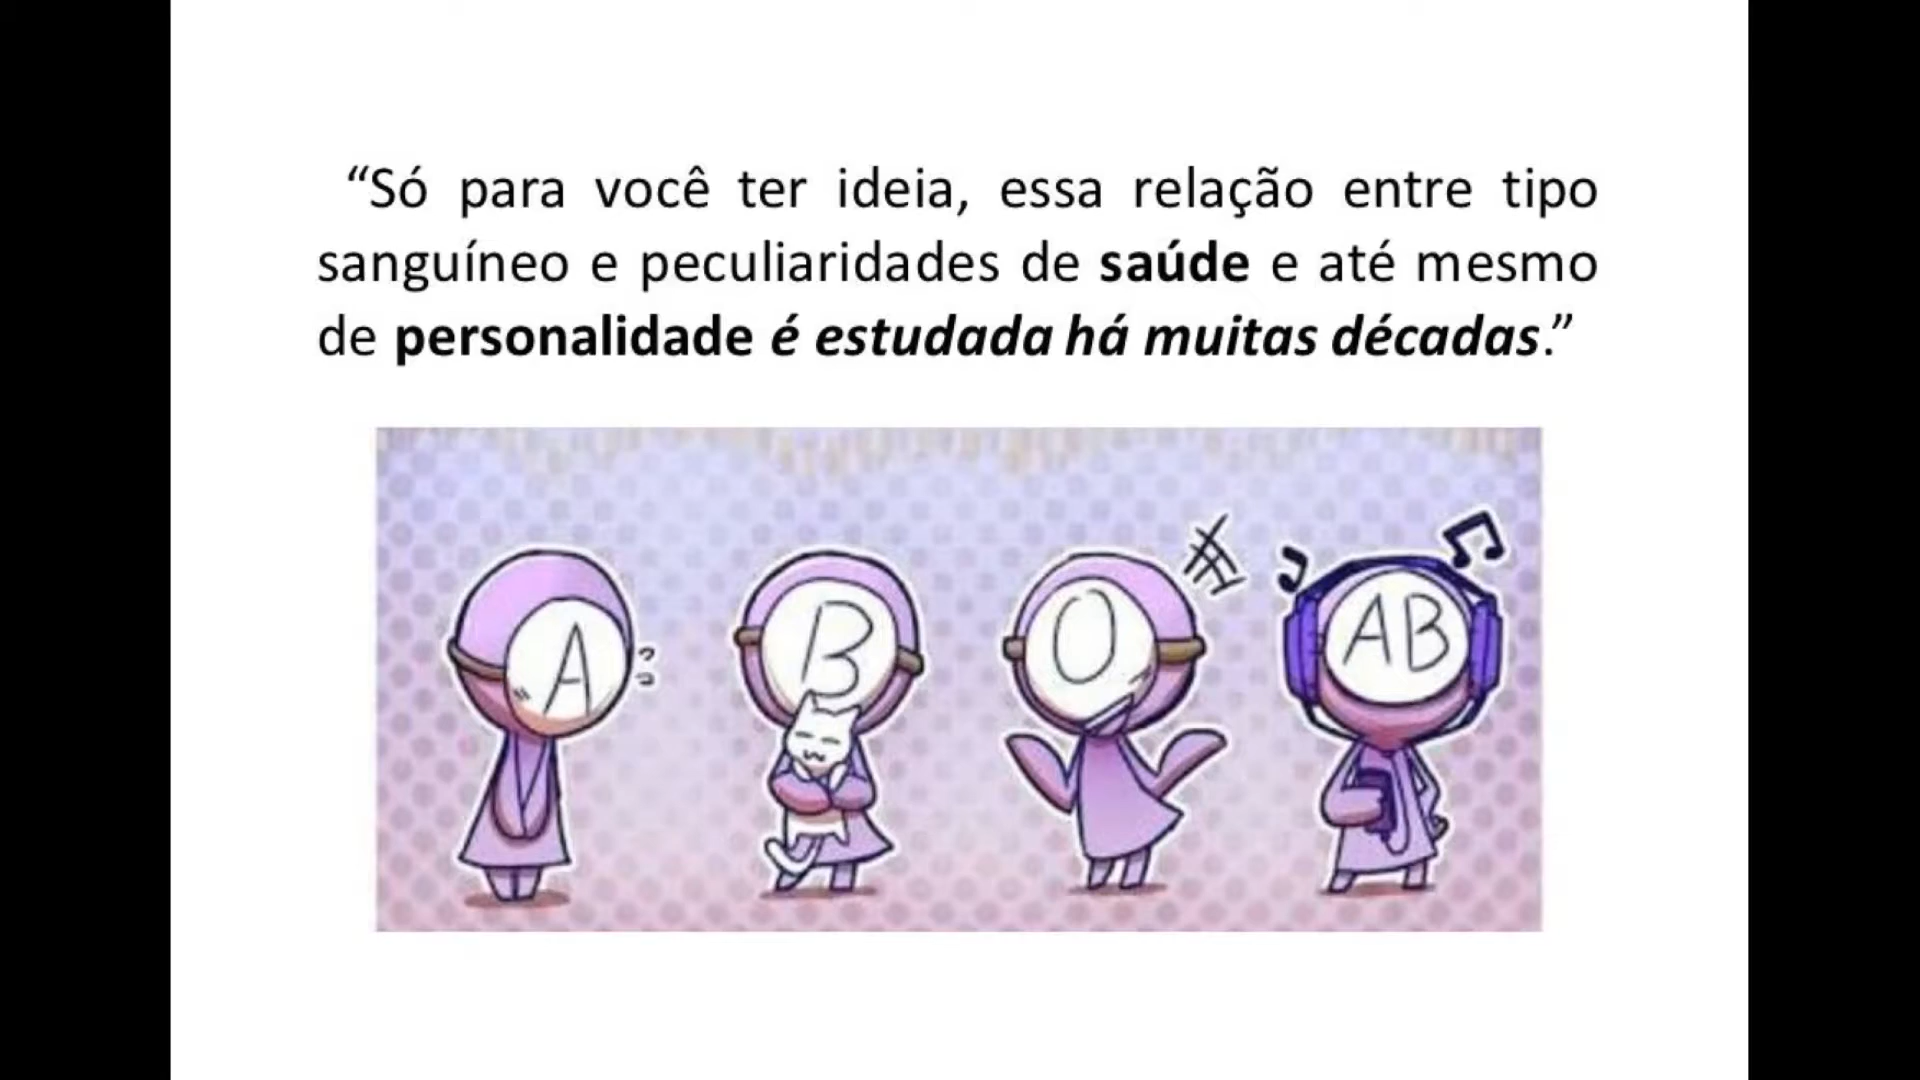 “Só para você ter ideia, essa relação entre tipo
sanguíneo e peculiaridades de saúde e até mesmo
de personalidade é estudada há muitas décadas.”
A B O AB